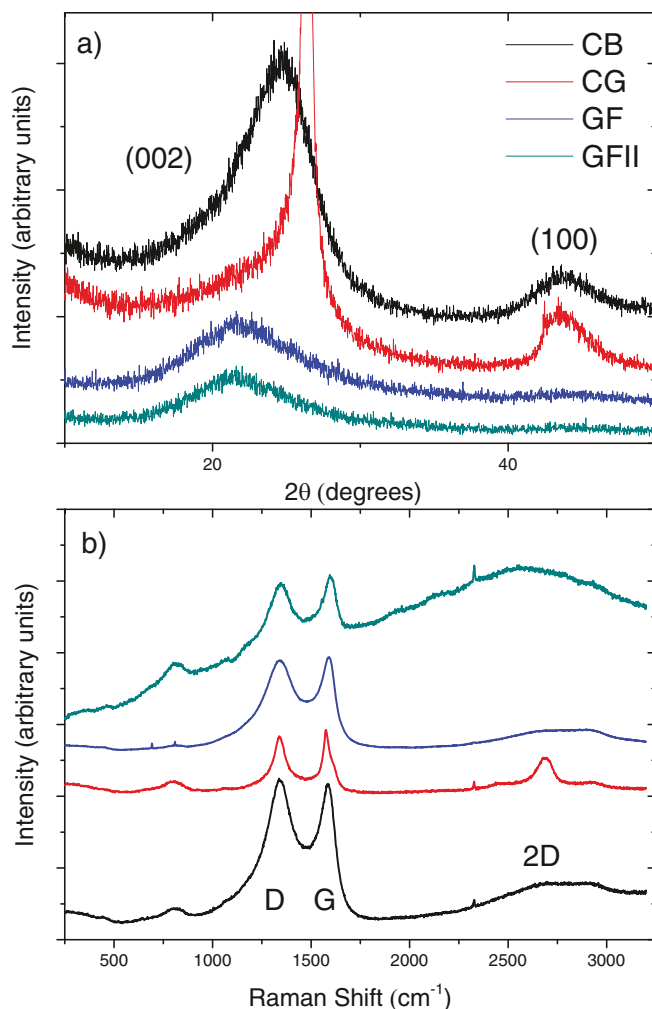 a)
CB
CG
GF
GFII
(002)
(100)
Intensity (arbitrary units)
20
40
2θ (degrees)
b)
Intensity (arbitrary units)
2D
D
G
500
1000
1500
2000
2500
3000
Raman Shift (cm⁻¹)